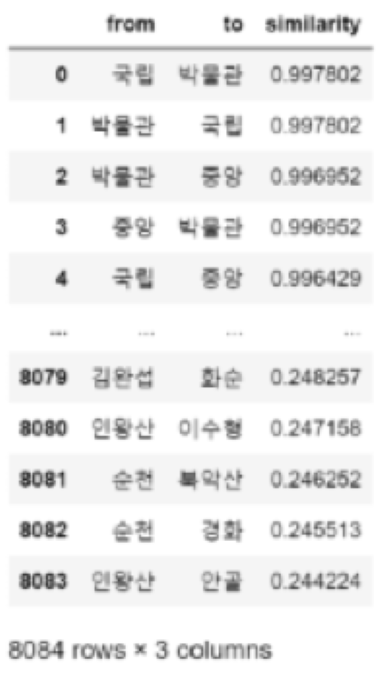 from to similarity
0 국립 박물관 0.997802
1 박물관 국립 0.997802
2 박물관 중앙 0.996952
3 중앙 박물관 0.996952
4 국립 중앙 0.996429
... ... ... ...
8079 김완섭 화순 0.248257
8080 인왕산 이수형 0.247158
8081 순천 북악산 0.246252
8082 순천 경화 0.245513
8083 인왕산 안골 0.244224
8084 rows × 3 columns